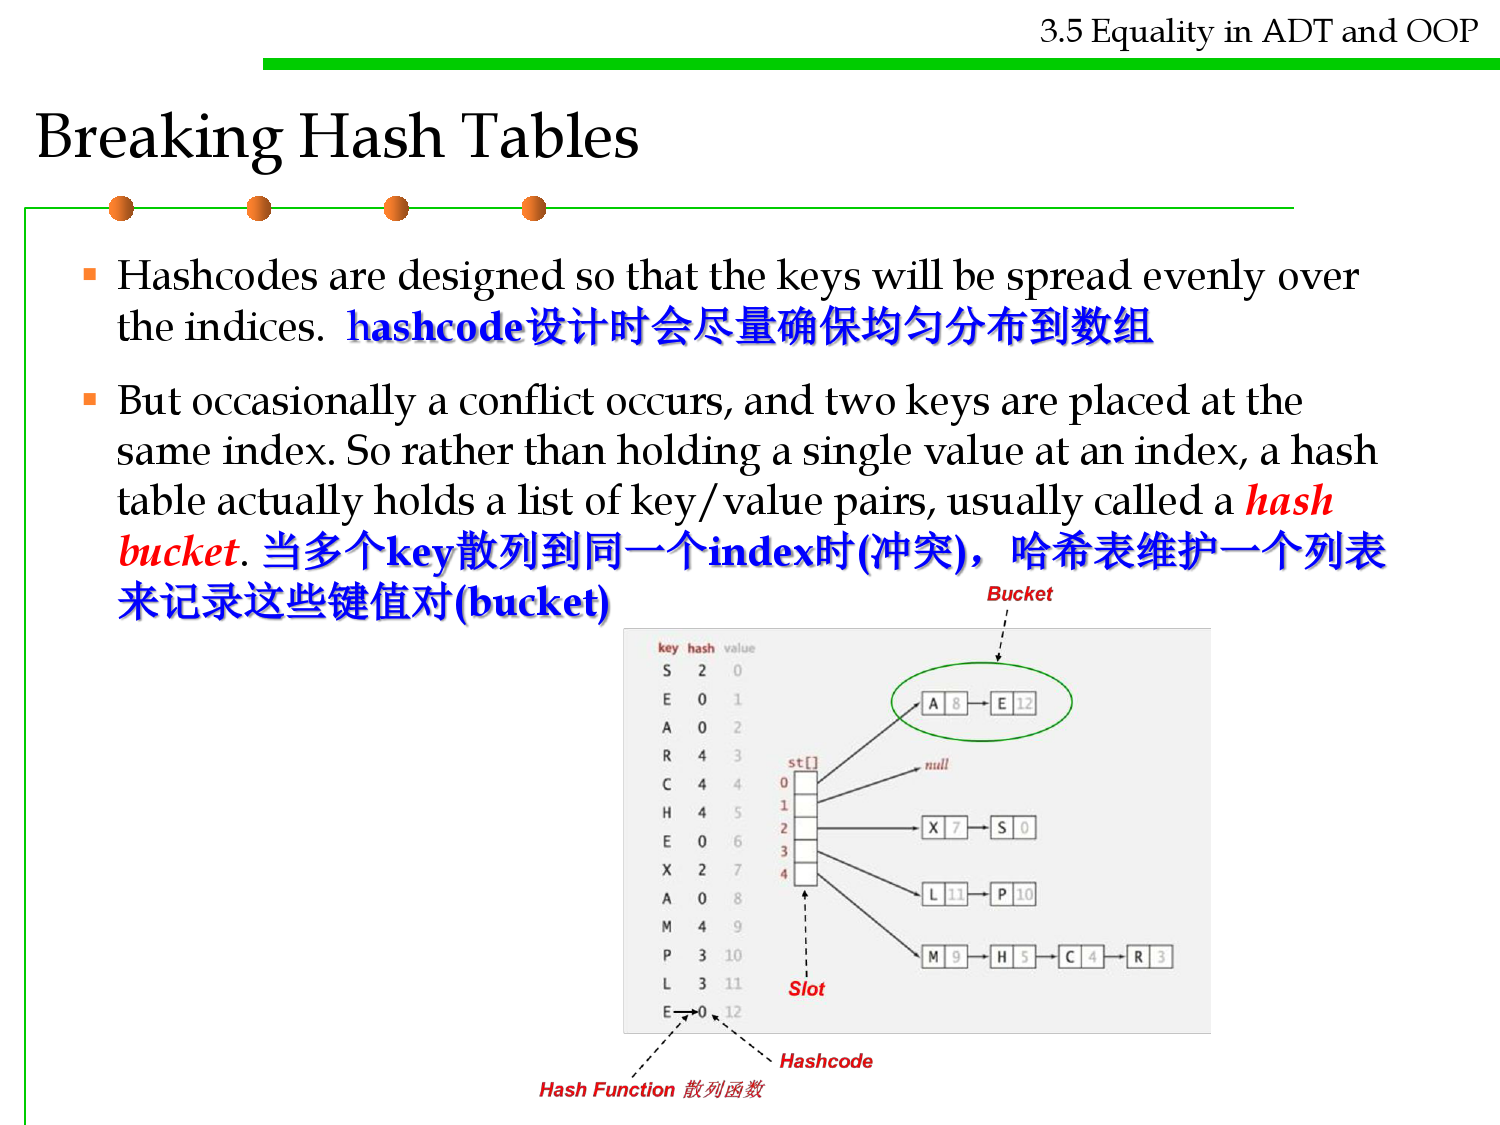 3.5 Equality in ADT and OOP
Breaking Hash Tables
Hashcodes are designed so that the keys will be spread evenly over
the indices. hashcode设计时会尽量确保均匀分布到数组
But occasionally a conflict occurs, and two keys are placed at the
same index. So rather than holding a single value at an index, a hash
table actually holds a list of key/value pairs, usually called a hash
bucket. 当多个key散列到同一个index时(冲突)，哈希表维护一个列表
来记录这些键值对(bucket)
Bucket
key hash value
S 2 0
E 0 1
A 0 2
R 4 3
C 4 4
H 4 5
E 0 6
X 2 7
A 0 8
M 4 9
P 3 10
L 3 11
E 0 12
st[]
0
1
2
3
4
A 8 E 12
null
X 7 S 0
L 11 P 10
M 9 H 5 C 4 R 3
Slot
Hashcode
Hash Function 散列函数